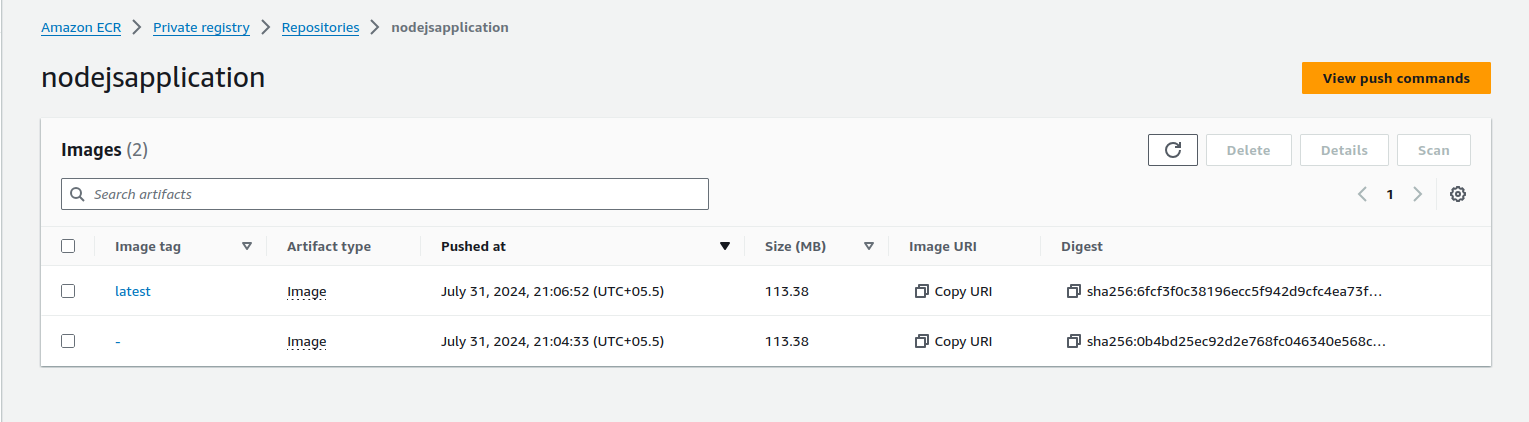 Amazon ECR > Private registry > Repositories > nodejsapplication
nodejsapplication
View push commands
Images (2)
Delete
Details
Scan
Search artifacts
1
Image tag Artifact type Pushed at Size (MB) Image URI Digest
latest Image July 31, 2024, 21:06:52 (UTC+05.5) 113.38 Copy URI sha256:6fcf3f0c38196ecc5f942d9cfc4ea73f...
- Image July 31, 2024, 21:04:33 (UTC+05.5) 113.38 Copy URI sha256:0b4bd25ec92d2e768fc046340e568c...